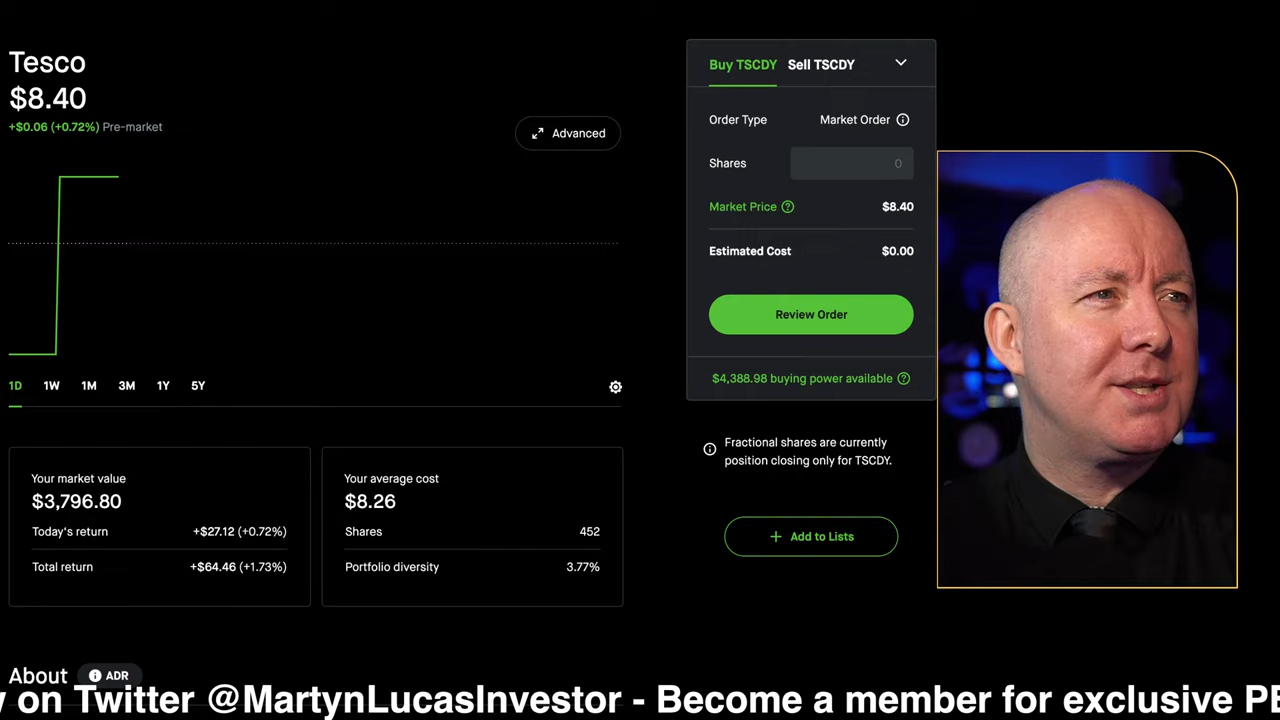 Tesco
$8.40
+$0.06 (+0.72%) Pre-market
Advanced
1D 1W 1M 3M 1Y 5Y
Your market value
$3,796.80
Today's return +$27.12 (+0.72%)
Total return +$64.46 (+1.73%)
Your average cost
$8.26
Shares 452
Portfolio diversity 3.77%
Buy TSCDY Sell TSCDY
Order Type Market Order
Shares 0
Market Price $8.40
Estimated Cost $0.00
Review Order
$4,388.98 buying power available
Fractional shares are currently
position closing only for TSCDY.
+ Add to Lists
About ADR
y on Twitter @MartynLucasInvestor - Become a member for exclusive PE